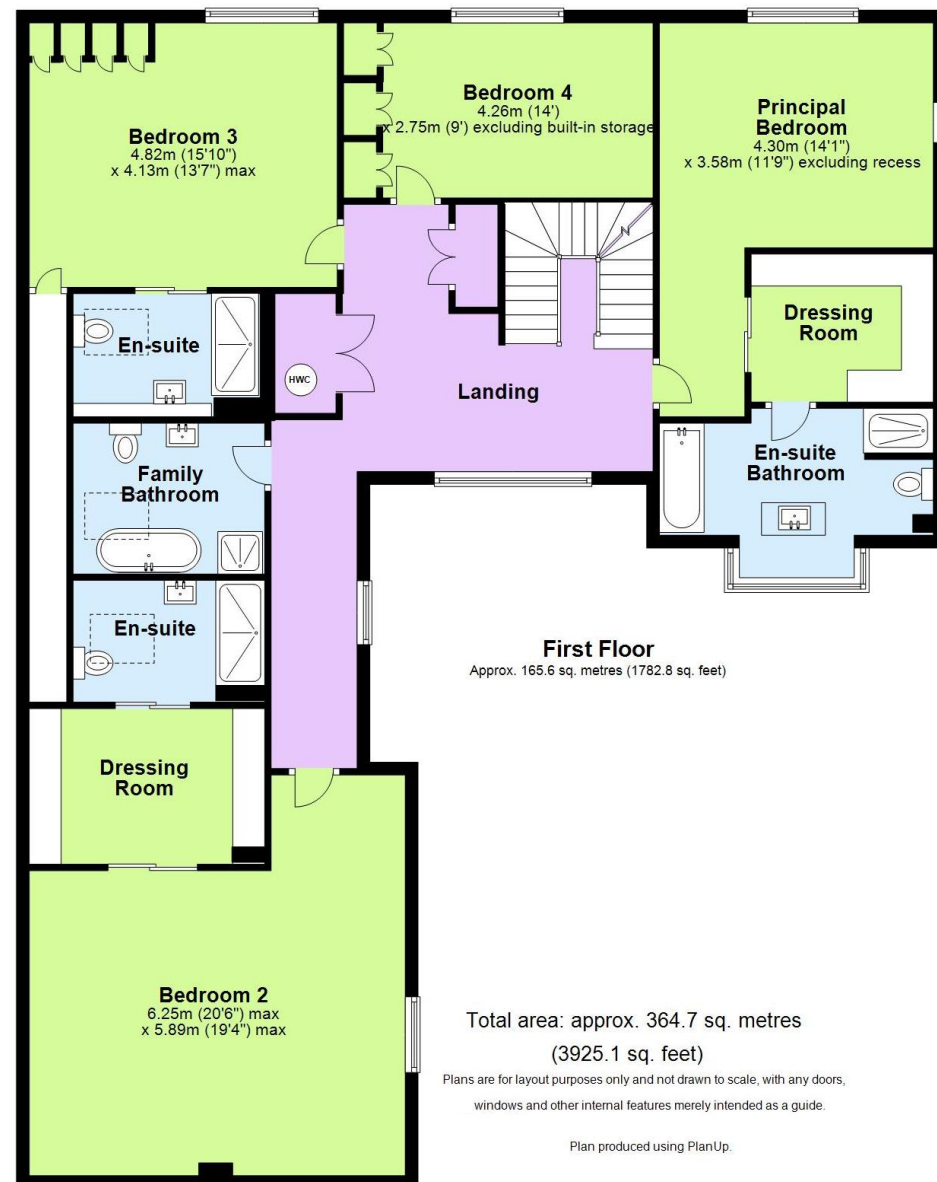 Bedroom 3
4.82m (15'10")
x 4.13m (13'7") max
Bedroom 4
4.26m (14')
x 2.75m (9') excluding built-in storage
Principal
Bedroom
4.30m (14'1")
x 3.58m (11'9") excluding recess
En-suite
HWC
Landing
Dressing
Room
Family
Bathroom
En-suite
Bathroom
En-suite
First Floor
Approx. 165.6 sq. metres (1782.8 sq. feet)
Dressing
Room
Bedroom 2
6.25m (20'6") max
x 5.89m (19'4") max
Total area: approx. 364.7 sq. metres
(3925.1 sq. feet)
Plans are for layout purposes only and not drawn to scale, with any doors,
windows and other internal features merely intended as a guide.
Plan produced using PlanUp.